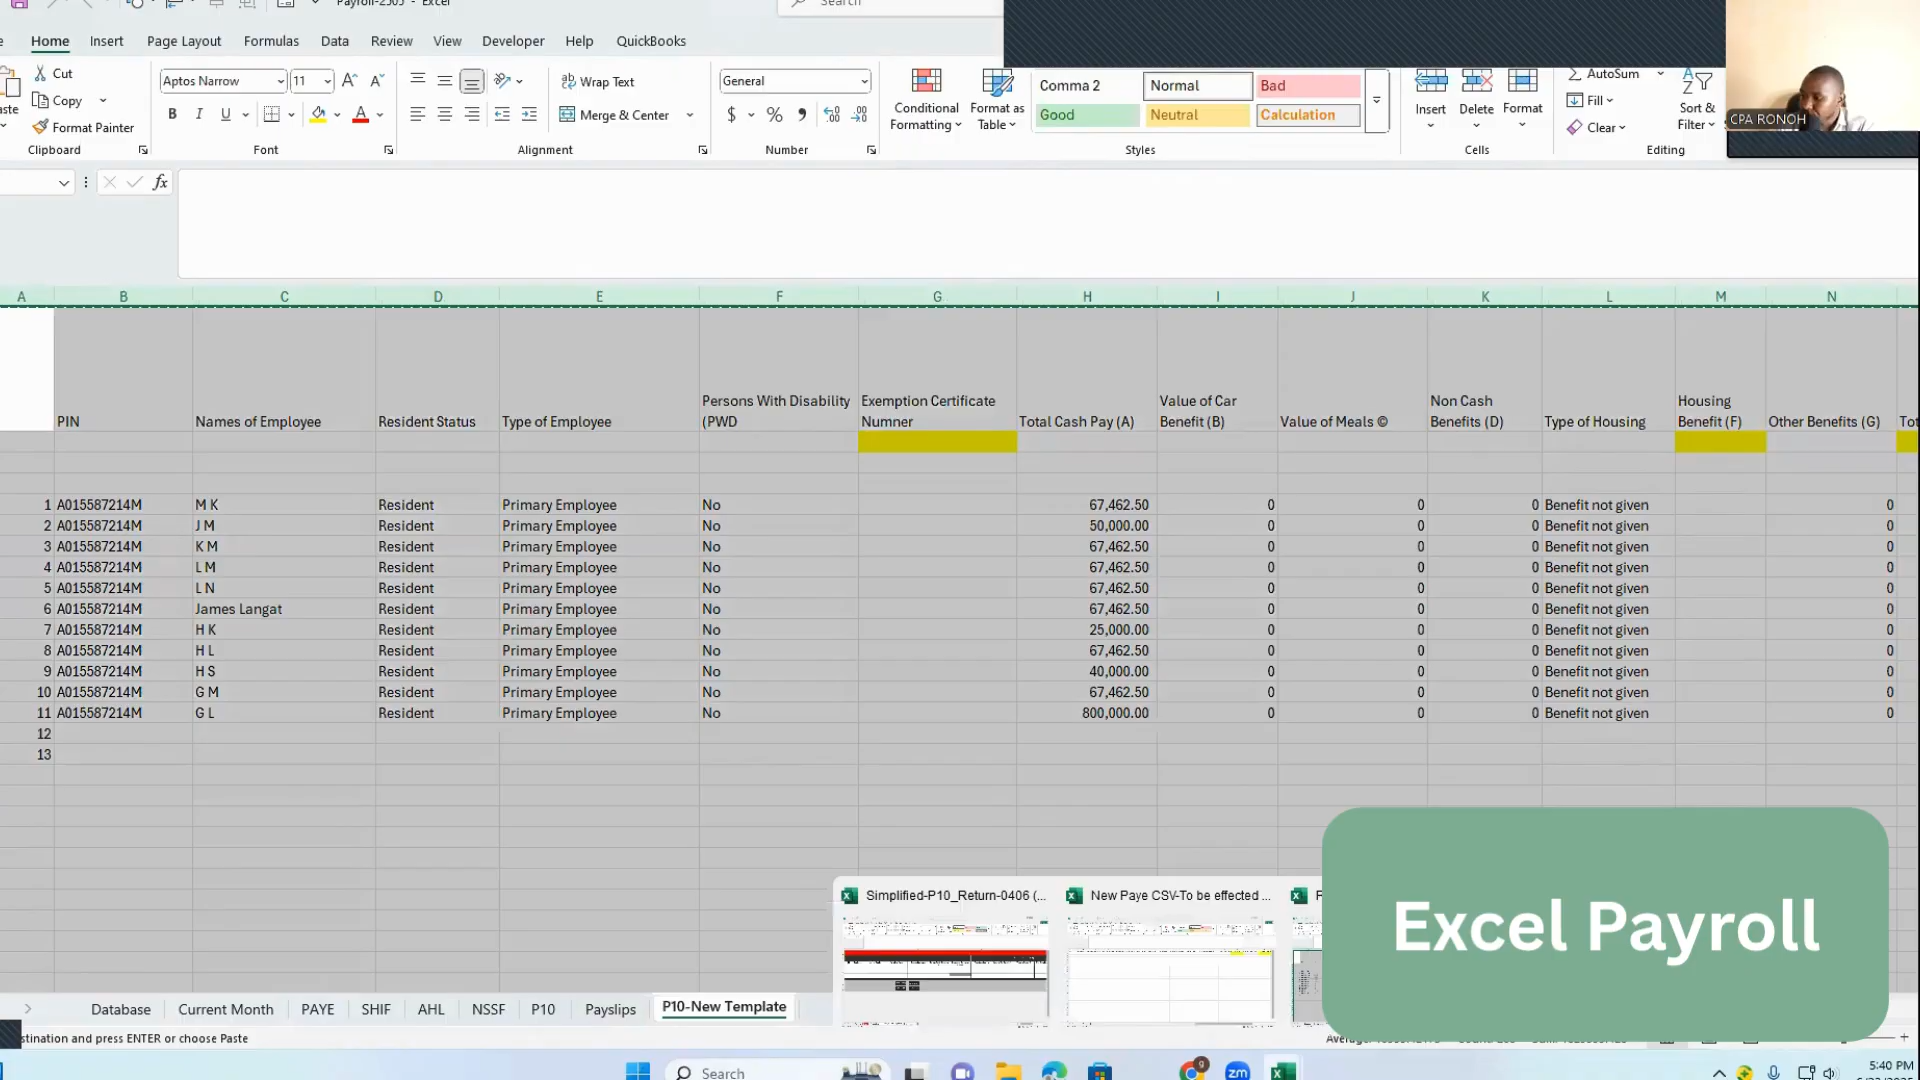 Payroll-2505 - Excel
Search
Home Insert Page Layout Formulas Data Review View Developer Help QuickBooks
Cut
Copy
Format Painter
Clipboard
Aptos Narrow 11
B I U
Font
Wrap Text
Merge & Center
Alignment
General
$ % ,
Number
Conditional Formatting
Format as Table
Comma 2 Normal Bad
Good Neutral Calculation
Styles
Insert Delete Format
Cells
AutoSum
Fill
Clear
Sort & Filter
Editing
CPA RONOH
fx
A B C D E F G H I J K L M N
PIN Names of Employee Resident Status Type of Employee Persons With Disability (PWD Exemption Certificate Numner Total Cash Pay (A) Value of Car Benefit (B) Value of Meals © Non Cash Benefits (D) Type of Housing Housing Benefit (F) Other Benefits (G) Tot
1 A015587214M M K Resident Primary Employee No 67,462.50 0 0 0 Benefit not given 0
2 A015587214M J M Resident Primary Employee No 50,000.00 0 0 0 Benefit not given 0
3 A015587214M K M Resident Primary Employee No 67,462.50 0 0 0 Benefit not given 0
4 A015587214M L M Resident Primary Employee No 67,462.50 0 0 0 Benefit not given 0
5 A015587214M L N Resident Primary Employee No 67,462.50 0 0 0 Benefit not given 0
6 A015587214M James Langat Resident Primary Employee No 67,462.50 0 0 0 Benefit not given 0
7 A015587214M H K Resident Primary Employee No 25,000.00 0 0 0 Benefit not given 0
8 A015587214M H L Resident Primary Employee No 67,462.50 0 0 0 Benefit not given 0
9 A015587214M H S Resident Primary Employee No 40,000.00 0 0 0 Benefit not given 0
10 A015587214M G M Resident Primary Employee No 67,462.50 0 0 0 Benefit not given 0
11 A015587214M G L Resident Primary Employee No 800,000.00 0 0 0 Benefit not given 0
12
13
Simplified-P10_Return-0406 (... New Paye CSV-To be effected ...
Excel Payroll
Database Current Month PAYE SHIF AHL NSSF P10 Payslips P10-New Template
stination and press ENTER or choose Paste
Search
zm
5:40 PM